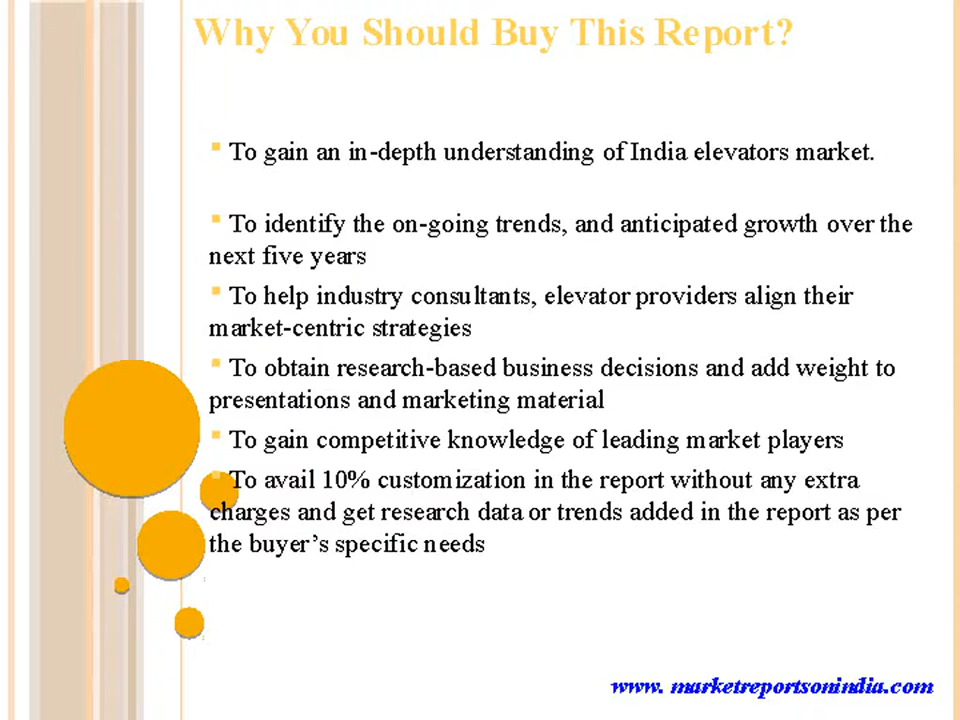 Why You Should Buy This Report?
To gain an in-depth understanding of India elevators market.
To identify the on-going trends, and anticipated growth over the
next five years
To help industry consultants, elevator providers align their
market-centric strategies
To obtain research-based business decisions and add weight to
presentations and marketing material
To gain competitive knowledge of leading market players
To avail 10% customization in the report without any extra
charges and get research data or trends added in the report as per
the buyer’s specific needs
www. marketreportsonindia.com